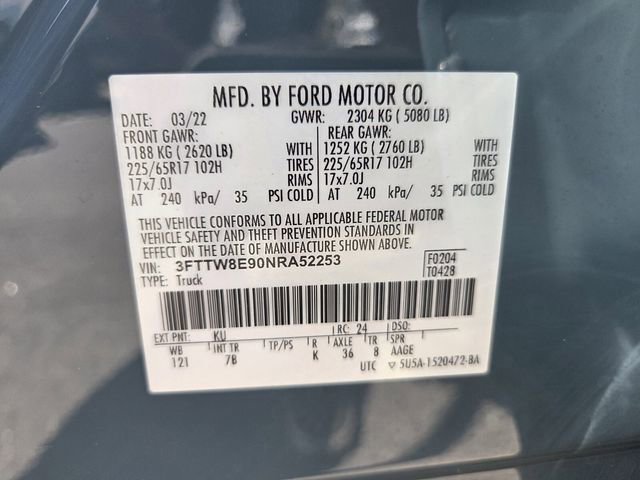 MFD. BY FORD MOTOR CO.
DATE: 03/22 GVWR: 2304 KG ( 5080 LB)
FRONT GAWR: REAR GAWR:
1188 KG ( 2620 LB) WITH 1252 KG ( 2760 LB) WITH
225/65R17 102H TIRES 225/65R17 102H TIRES
17x7.0J RIMS 17x7.0J RIMS
AT 240 kPa/ 35 PSI COLD AT 240 kPa/ 35 PSI COLD
THIS VEHICLE CONFORMS TO ALL APPLICABLE FEDERAL MOTOR
VEHICLE SAFETY AND THEFT PREVENTION STANDARDS IN
EFFECT ON THE DATE OF MANUFACTURE SHOWN ABOVE.
VIN: 3FTTW8E90NRA52253 F0204
TYPE: Truck T0428
EXT PNT: KU RC: 24 DSO:
WB INT TR TP/PS R AXLE TR SPR
121 7B K 36 8 AAGE
UTC ▽ 5U5A-1520472-BA